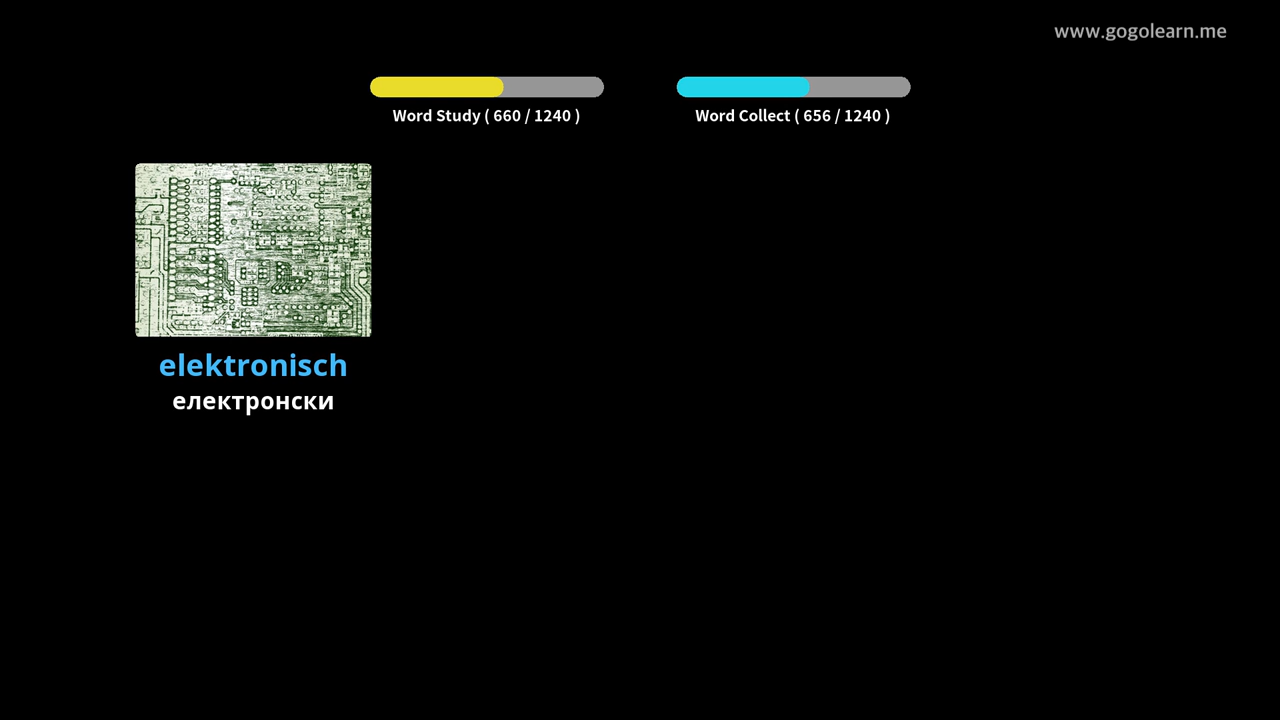 www.gogolearn.me
Word Study ( 660 / 1240 )
Word Collect ( 656 / 1240 )
elektronisch
електронски